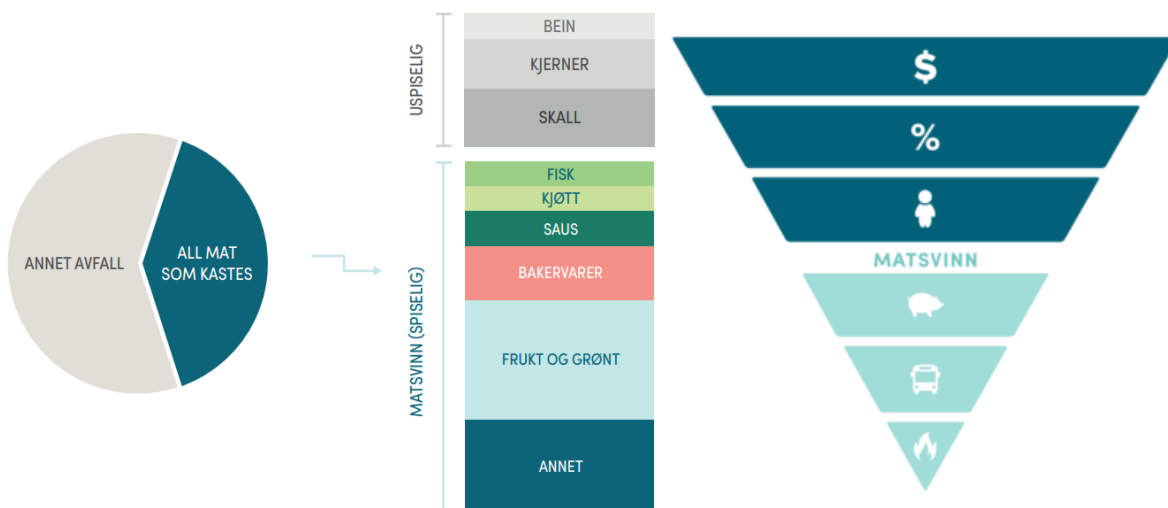 ANNET AVFALL
ALL MAT
SOM KASTES
USPISELIG
BEIN
KJERNER
SKALL
MATSVINN (SPISELIG)
FISK
KJØTT
SAUS
BAKERVARER
FRUKT OG GRØNT
ANNET
$
%
MATSVINN